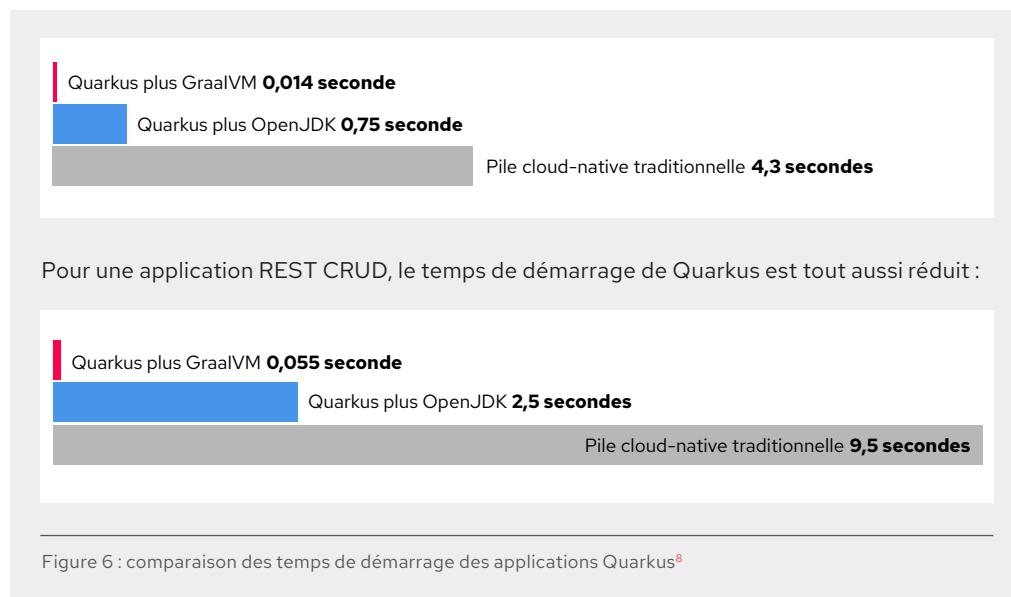 Quarkus plus GraalVM 0,014 seconde
Quarkus plus OpenJDK 0,75 seconde
Pile cloud-native traditionnelle 4,3 secondes
Pour une application REST CRUD, le temps de démarrage de Quarkus est tout aussi réduit :
Quarkus plus GraalVM 0,055 seconde
Quarkus plus OpenJDK 2,5 secondes
Pile cloud-native traditionnelle 9,5 secondes
Figure 6 : comparaison des temps de démarrage des applications Quarkus⁸